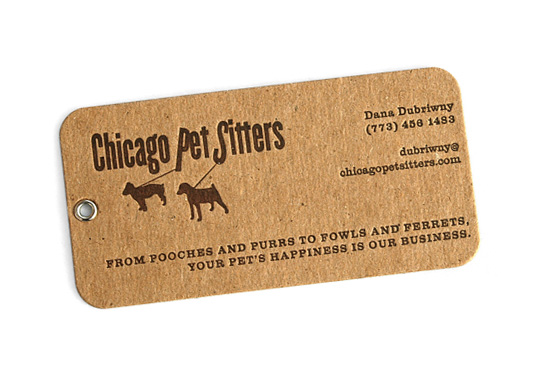 Chicago Pet Sitters
Dana Dubriwny
(773) 456 1483
dubriwny@
chicagopetsitters.com
FROM POOCHES AND PURRS TO FOWLS AND FERRETS,
YOUR PET'S HAPPINESS IS OUR BUSINESS.